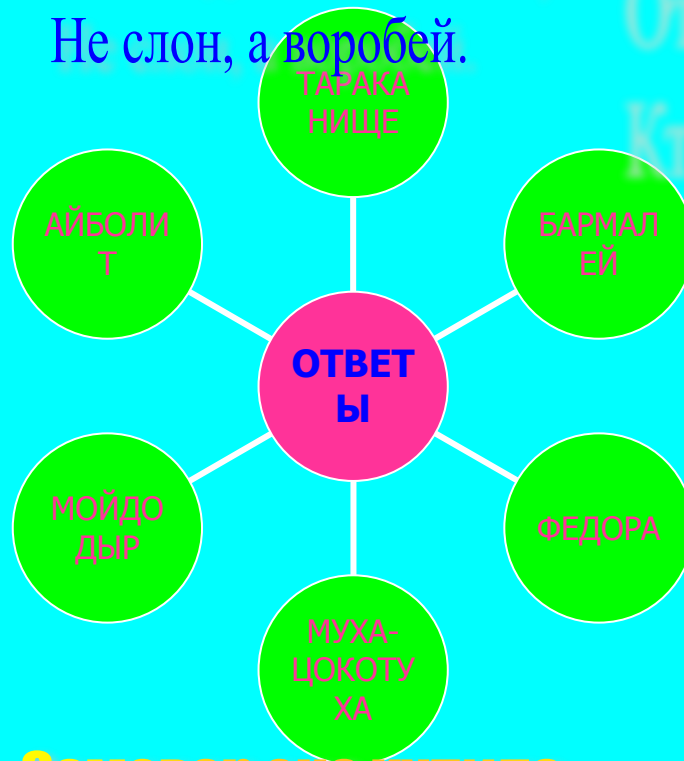 Не слон, а воробей.
ТАРАКА
НИЩЕ
АЙБОЛИ
Т
БАРМАЛ
ЕЙ
ОТВЕТ
Ы
МОЙДО
ДЫР
ФЕДОРА
МУХА-
ЦОКОТУ
ХА